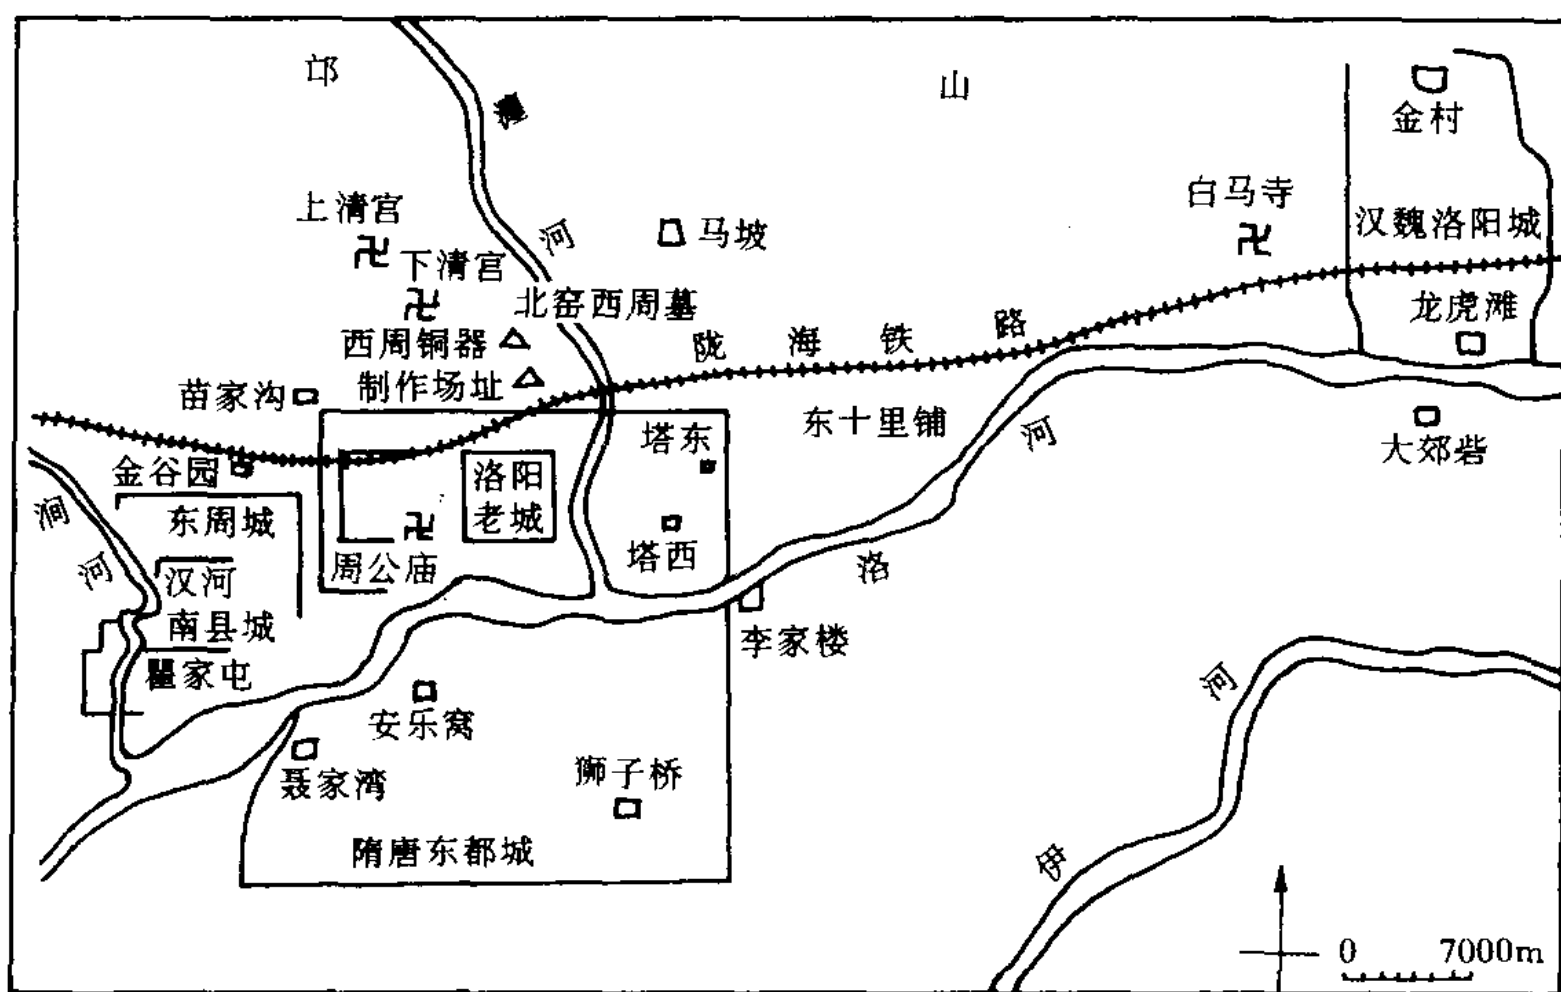 邙 山
金村
白马寺
上清宫
河 马坡
汉魏洛阳城
下清宫
北窑西周墓
龙虎滩
西周铜器
陇海铁路
制作场址
苗家沟
东十里铺
塔东
河
大郊砦
金谷园
洛阳
老城
涧
东周城
塔西
周公庙
洛
河
汉河
南县城
李家楼
瞿家屯
河
安乐窝
聂家湾
狮子桥
隋唐东都城
伊
0 7000m